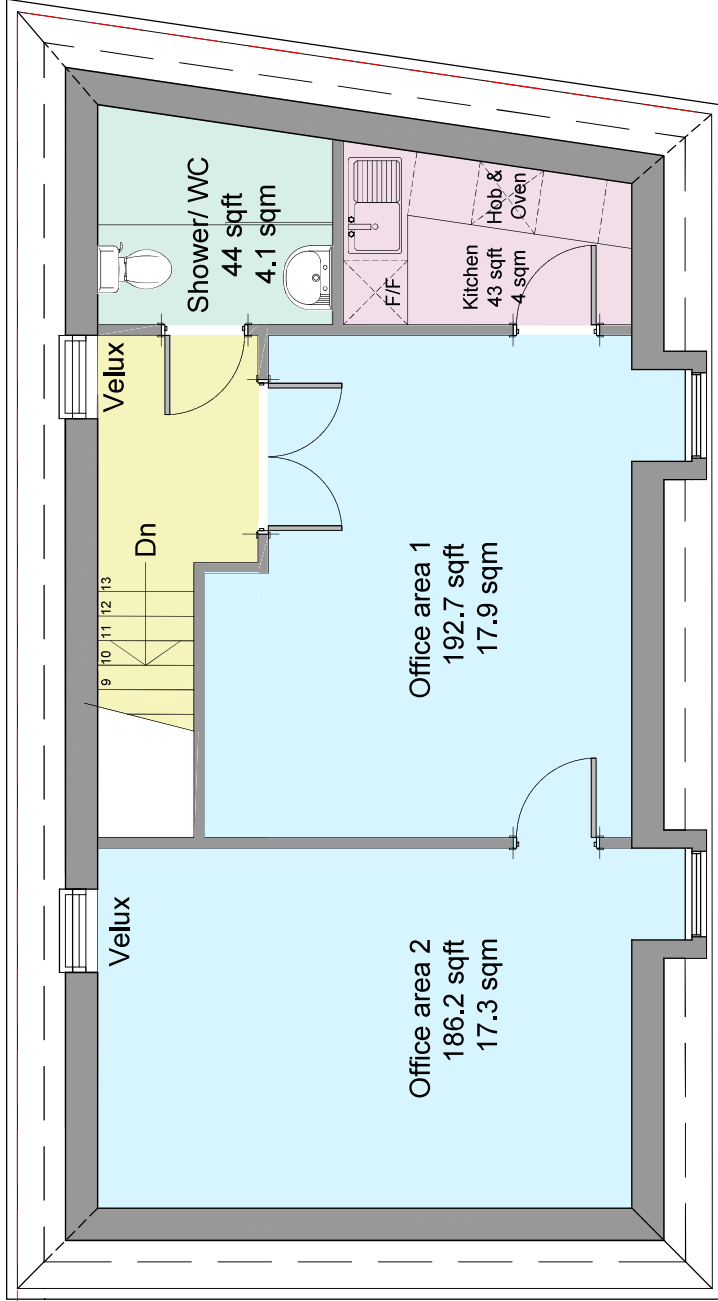 Velux
Velux
Dn
9
10
11
12
13
Shower/ WC
44 sqft
4.1 sqm
Office area 2
186.2 sqft
17.3 sqm
Office area 1
192.7 sqft
17.9 sqm
F/F
Kitchen
43 sqft
4 sqm
Hob &
Oven